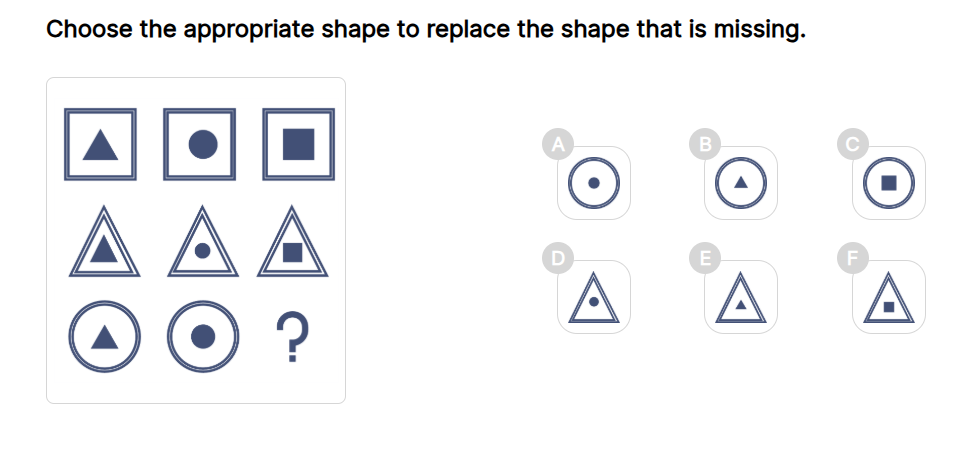 Choose the appropriate shape to replace the shape that is missing.
A
B
C
?
D
E
F